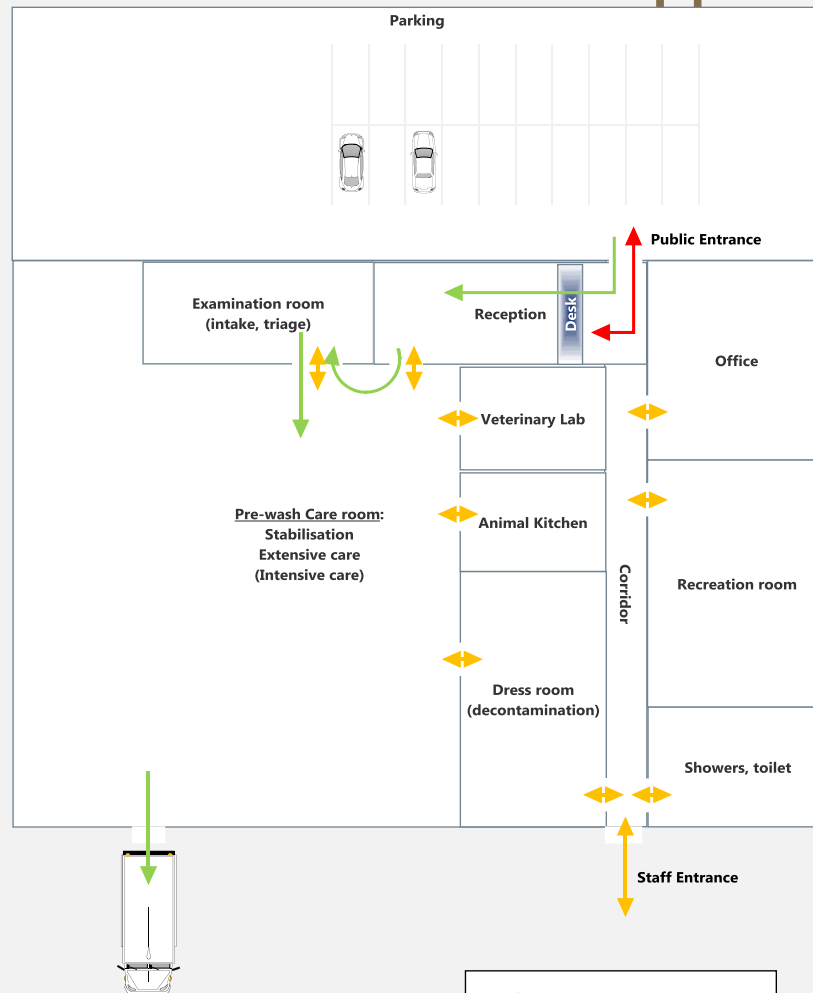 Parking
Public Entrance
Examination room
(intake, triage)
Reception
Desk
Office
Veterinary Lab
Pre-wash Care room:
Stabilisation
Extensive care
(Intensive care)
Animal Kitchen
Corridor
Recreation room
Dress room
(decontamination)
Showers, toilet
Staff Entrance